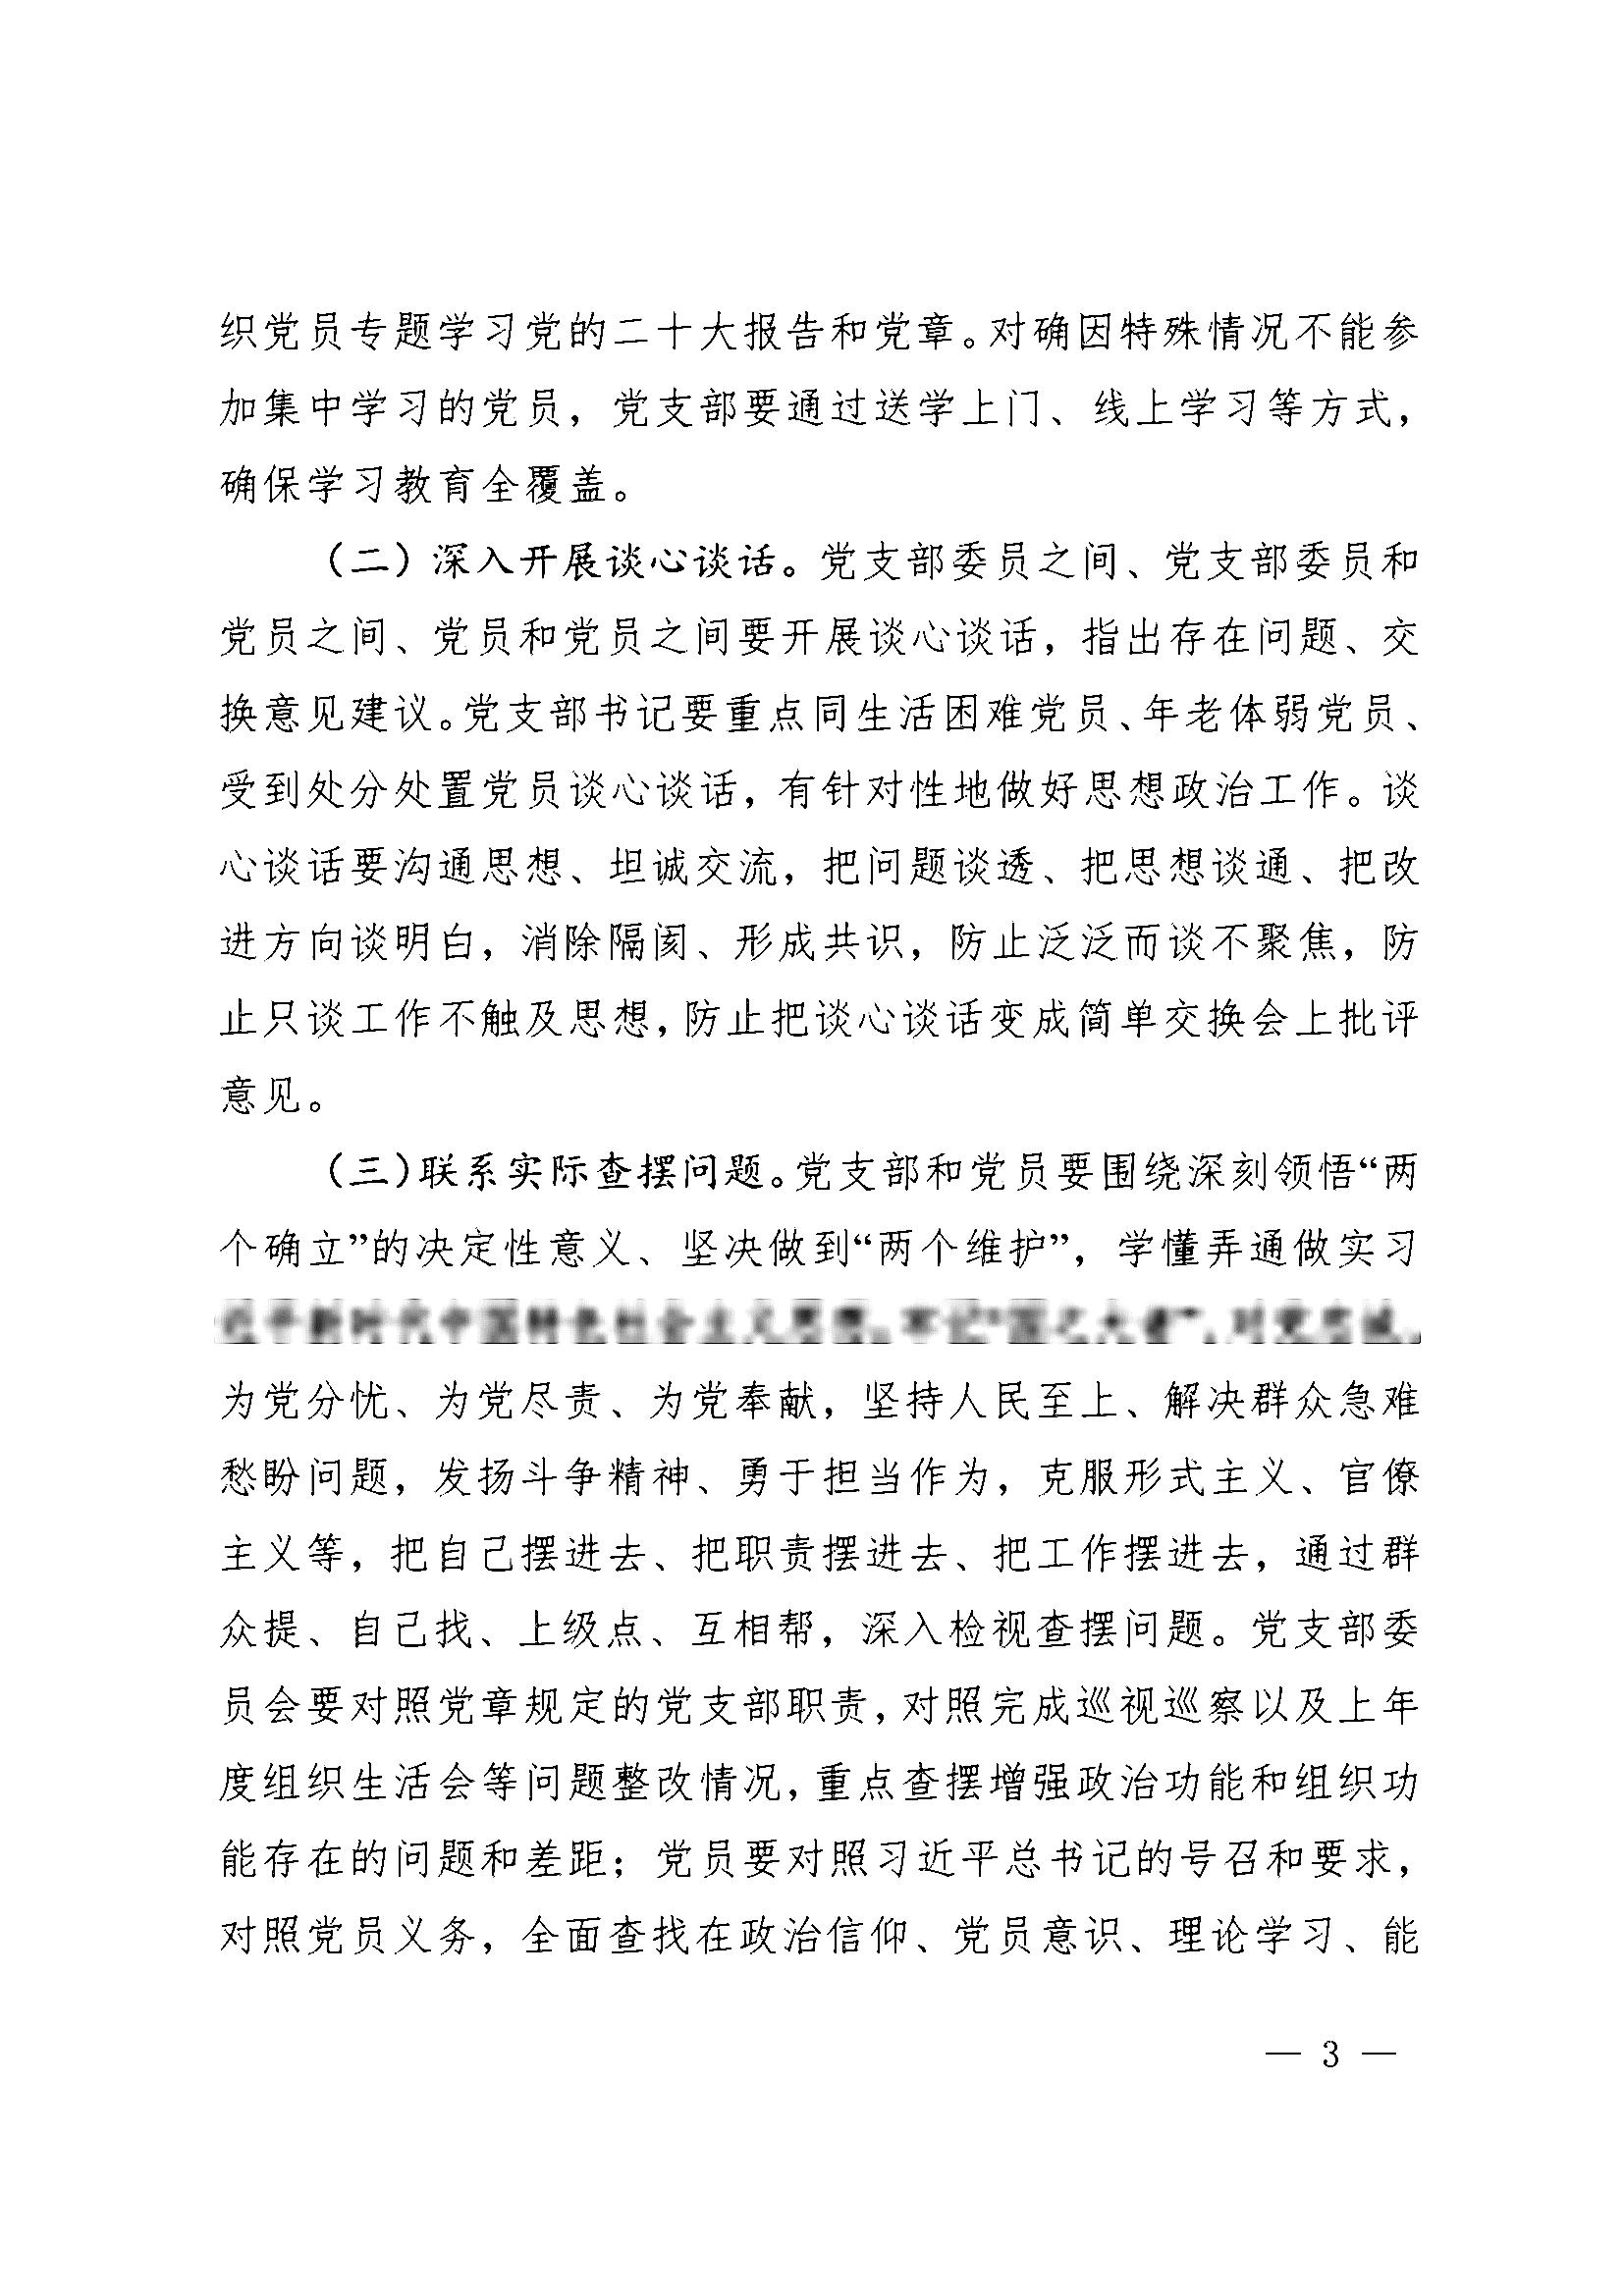 织党员专题学习党的二十大报告和党章。对确因特殊情况不能参
加集中学习的党员，党支部要通过送学上门、线上学习等方式，
确保学习教育全覆盖。
（二）深入开展谈心谈话。党支部委员之间、党支部委员和
党员之间、党员和党员之间要开展谈心谈话，指出存在问题、交
换意见建议。党支部书记要重点同生活困难党员、年老体弱党员、
受到处分处置党员谈心谈话，有针对性地做好思想政治工作。谈
心谈话要沟通思想、坦诚交流，把问题谈透、把思想谈通、把改
进方向谈明白，消除隔阂、形成共识，防止泛泛而谈不聚焦，防
止只谈工作不触及思想，防止把谈心谈话变成简单交换会上批评
意见。
（三）联系实际查摆问题。党支部和党员要围绕深刻领悟“两
个确立”的决定性意义、坚决做到“两个维护”，学懂弄通做实习
为党分忧、为党尽责、为党奉献，坚持人民至上、解决群众急难
愁盼问题，发扬斗争精神、勇于担当作为，克服形式主义、官僚
主义等，把自己摆进去、把职责摆进去、把工作摆进去，通过群
众提、自己找、上级点、互相帮，深入检视查摆问题。党支部委
员会要对照党章规定的党支部职责，对照完成巡视巡察以及上年
度组织生活会等问题整改情况，重点查摆增强政治功能和组织功
能存在的问题和差距；党员要对照习近平总书记的号召和要求，
对照党员义务，全面查找在政治信仰、党员意识、理论学习、能
— 3 —